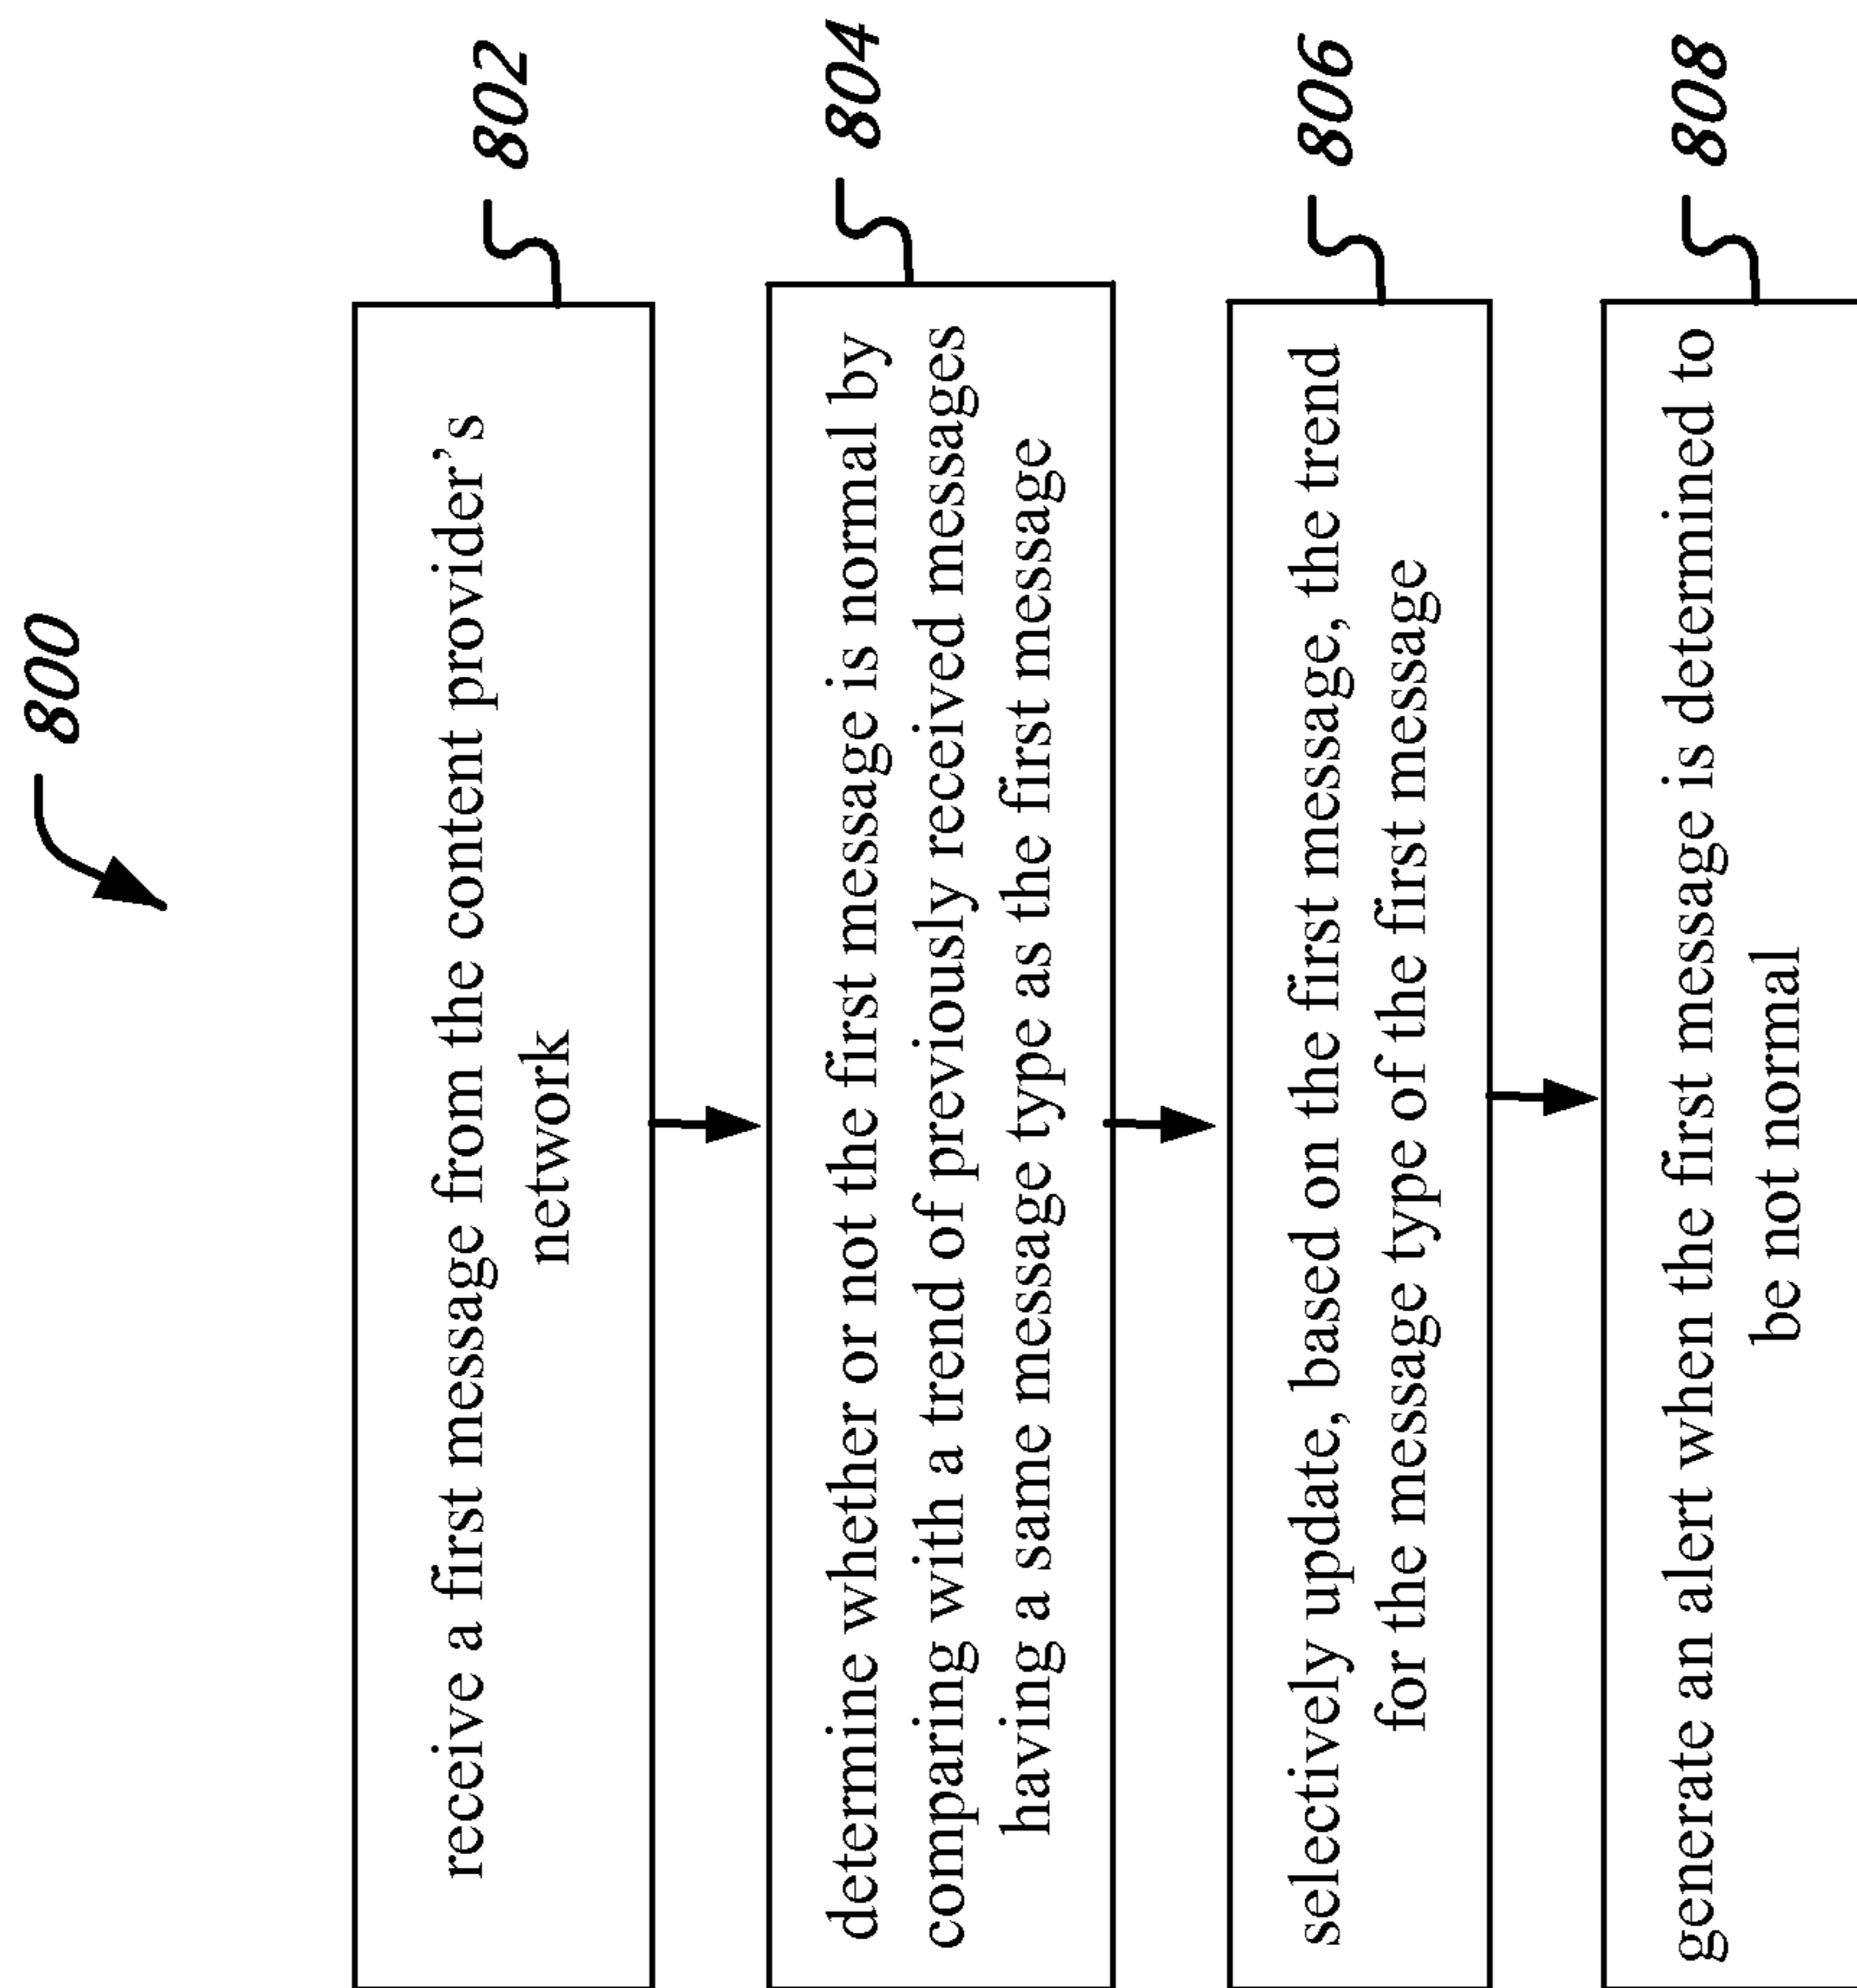 800
receive a first message from the content provider's
network
802
determine whether or not the first message is normal by
comparing with a trend of previously received messages
having a same message type as the first message
804
selectively update, based on the first message, the trend
for the message type of the first message
806
generate an alert when the first message is determined to
be not normal
808